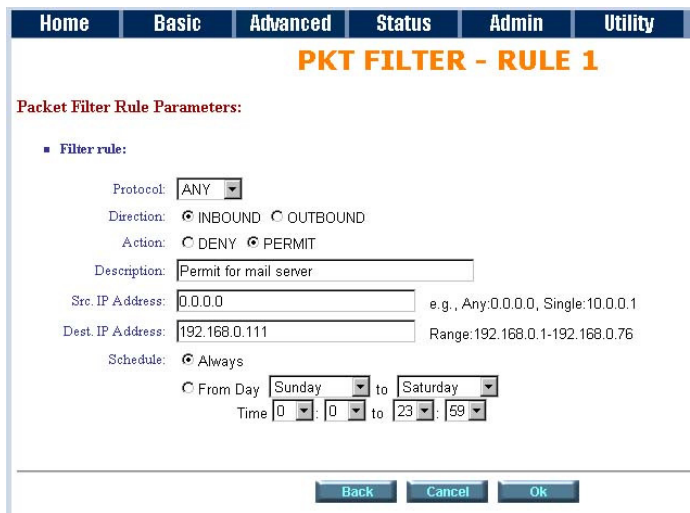 Home Basic Advanced Status Admin Utility
PKT FILTER - RULE 1
Packet Filter Rule Parameters:
Filter rule:
Protocol: ANY
Direction: INBOUND OUTBOUND
Action: DENY PERMIT
Description: Permit for mail server
Src. IP Address: 0.0.0.0 e.g., Any:0.0.0.0, Single:10.0.0.1
Dest. IP Address: 192.168.0.111 Range:192.168.0.1-192.168.0.76
Schedule: Always
From Day Sunday to Saturday
Time 0 : 0 to 23 : 59
Back Cancel Ok